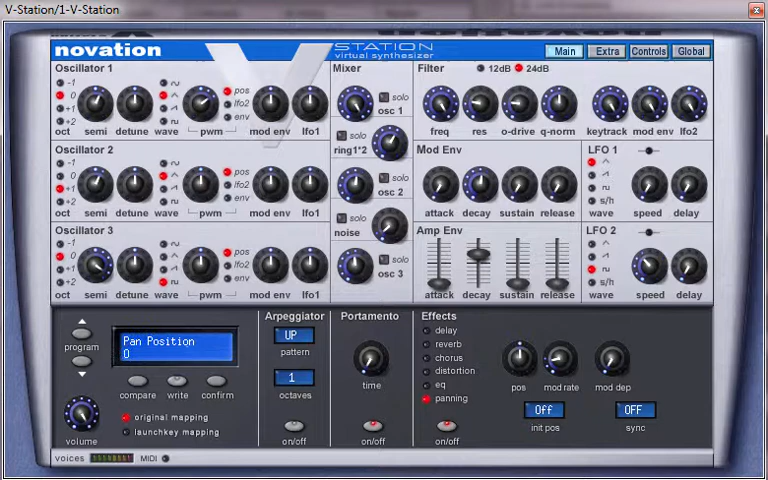 V-Station/1-V-Station
novation
STATION
virtual synthesizer
Main Extra Controls Global
Oscillator 1
-1
0
+1
+2
oct semi detune wave pwm mod env lfo1
pos
lfo2
env
Mixer
solo
osc 1
solo
ring1*2
solo
osc 2
solo
noise
solo
osc 3
Filter 12dB 24dB
freq res o-drive q-norm keytrack mod env lfo2
Oscillator 2
-1
0
+1
+2
oct semi detune wave pwm mod env lfo1
pos
lfo2
env
Mod Env
attack decay sustain release
LFO 1
s/h
wave speed delay
Oscillator 3
-1
0
+1
+2
oct semi detune wave pwm mod env lfo1
pos
lfo2
env
Amp Env
attack decay sustain release
LFO 2
s/h
wave speed delay
program
Pan Position
0
compare write confirm
volume
original mapping
launchkey mapping
Arpeggiator
UP
pattern
1
octaves
on/off
Portamento
time
on/off
Effects
delay
reverb
chorus
distortion
eq
panning
on/off
pos mod rate mod dep
Off OFF
init pos sync
voices MIDI